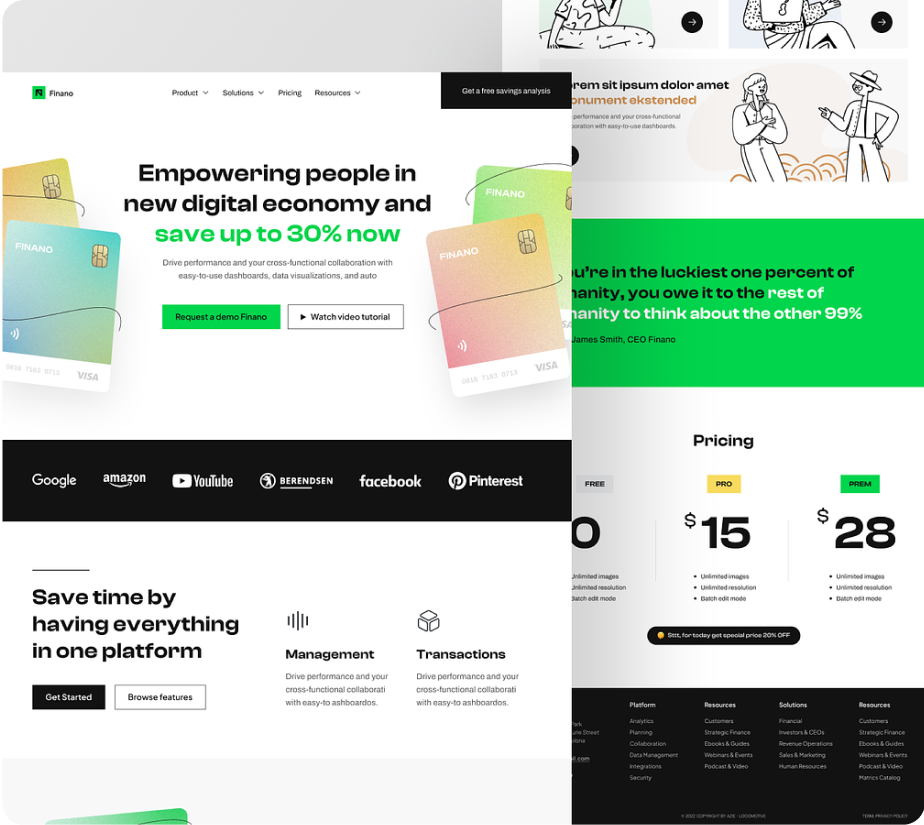 Finano
Product
Solutions
Pricing
Resources
Get a free savings analysis
Empowering people in
new digital economy and
save up to 30% now
Drive performance and your cross-functional collaboration with
easy-to-use dashboards, data visualizations, and auto
Request a demo Finano
Watch video tutorial
FINANO
FINANO
FINANO
0816 7103 0713
VISA
0816 7103 0713
VISA
Google
amazon
YouTube
BERENDSEN
facebook
Pinterest
Save time by
having everything
in one platform
Get Started
Browse features
Management
Drive performance and your
cross-functional collaborati
with easy-to ashboardos.
Transactions
Drive performance and your
cross-functional collaborati
with easy-to ashboardos.
orem sit ipsum dolor amet
onument ekstended
performance and your cross-functional
boration with easy-to-use dashboards.
ou're in the luckiest one percent of
manity, you owe it to the rest of
manity to think about the other 99%
James Smith, CEO Finano
Pricing
FREE
PRO
PREM
0
$15
$28
Unlimited images
Unlimited resolution
Batch edit mode
Unlimited images
Unlimited resolution
Batch edit mode
Unlimited images
Unlimited resolution
Batch edit mode
Sttt, for today get special price 20% OFF
Park
Street
Platform
Analytics
Planning
Collaboration
Data Management
Integrations
Security
Resources
Customers
Strategic Finance
Ebooks & Guides
Webinars & Events
Podcast & Video
Solutions
Financial
Investors & CEOs
Revenue Operations
Sales & Marketing
Human Resources
Resources
Customers
Strategic Finance
Ebooks & Guides
Webinars & Events
Podcast & Video
Matrics Catalog
© 2022 COPYRIGHT BY AZIE - LOCOMOTIVE
TERM, PRIVACY POLICY